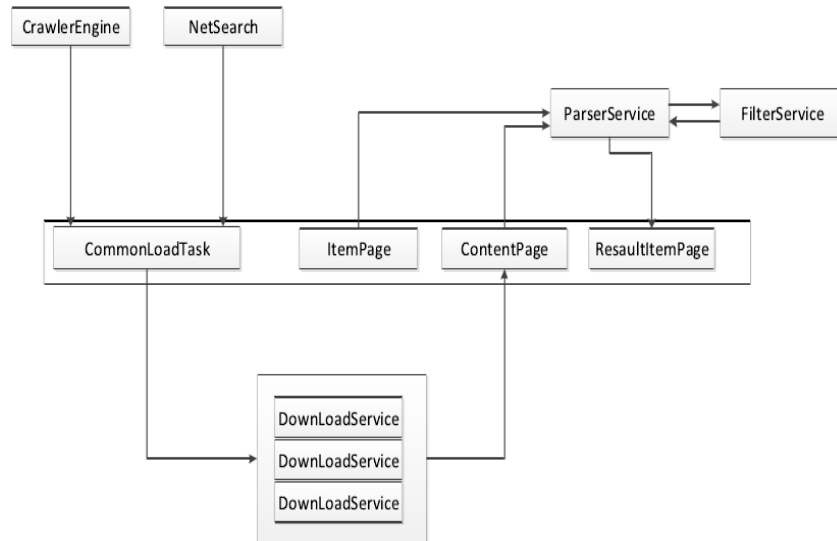 CrawlerEngine
NetSearch
ParserService
FilterService
CommonLoadTask
ItemPage
ContentPage
ResaultItemPage
DownLoadService
DownLoadService
DownLoadService